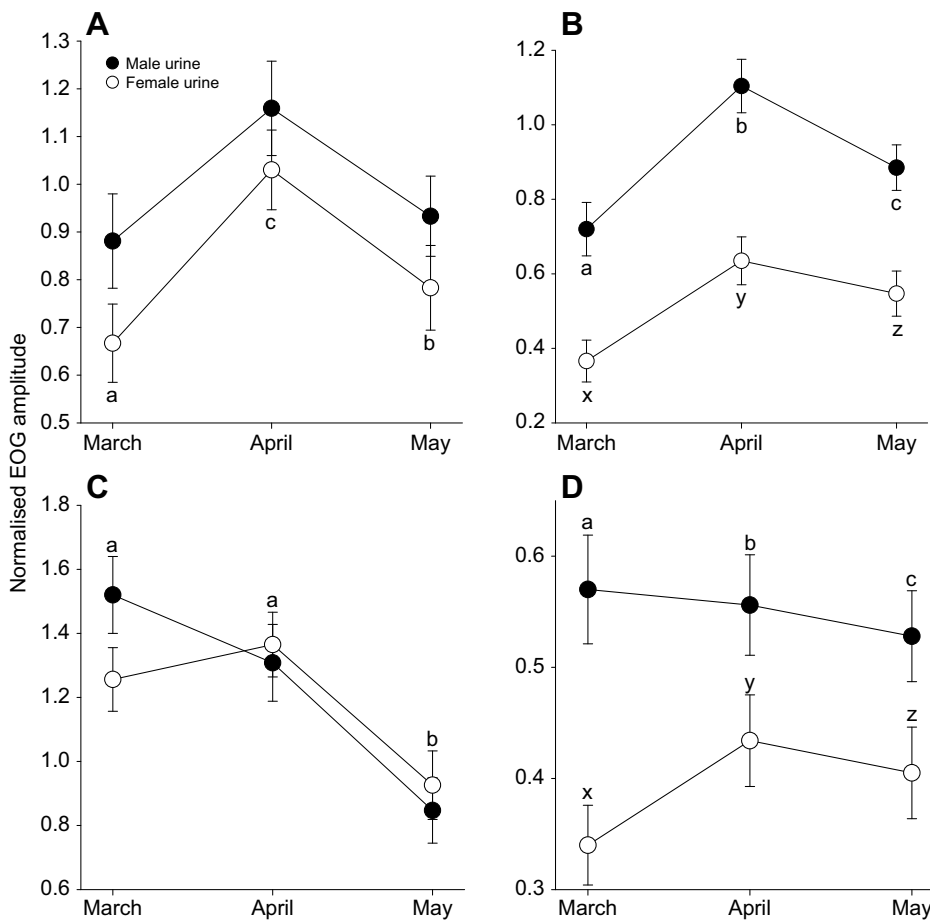 Normalised EOG amplitude
A
1.3
1.2
1.1
1.0
0.9
0.8
0.7
0.6
0.5
Male urine
Female urine
a
c
b
March April May
B
1.2
1.0
0.8
0.6
0.4
0.2
a
b
c
x
y
z
March April May
C
1.8
1.6
1.4
1.2
1.0
0.8
0.6
a
a
b
March April May
D
0.6
0.5
0.4
0.3
a
b
c
x
y
z
March April May